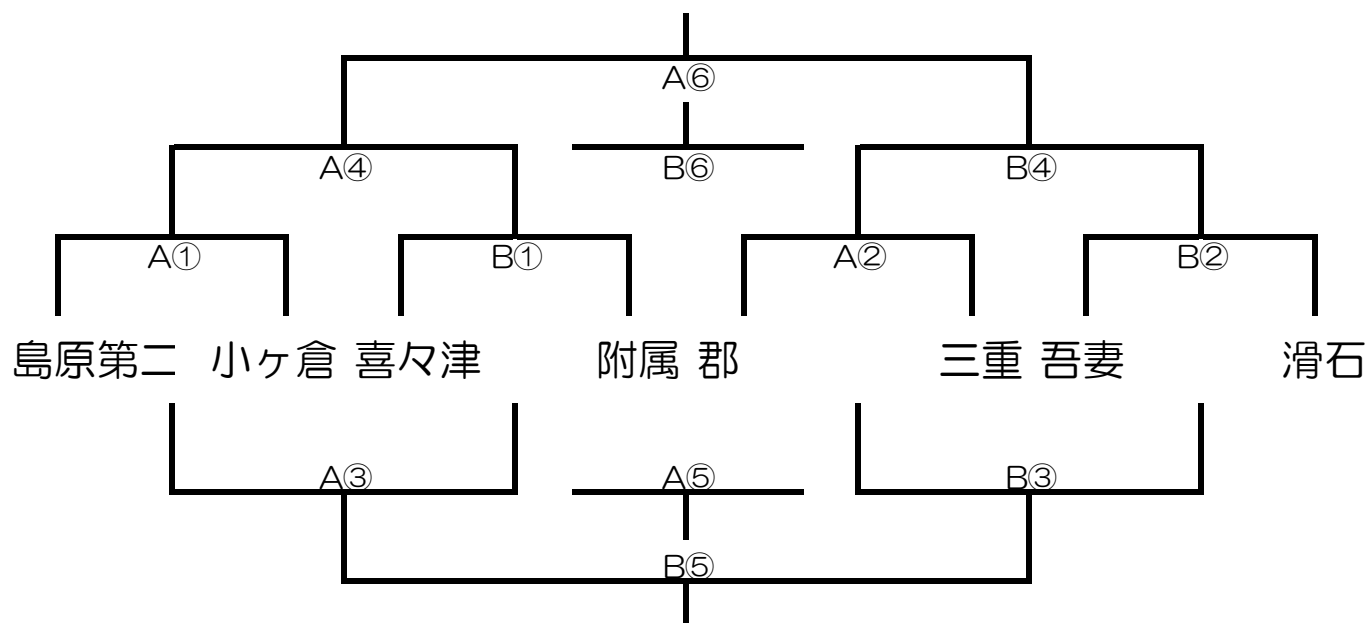 A⑥
A④ B⑥ B④
A① B① A② B②
島原第二 小ヶ倉 喜々津 附属 郡 三重 吾妻 滑石
A③ A⑤ B③
B⑤